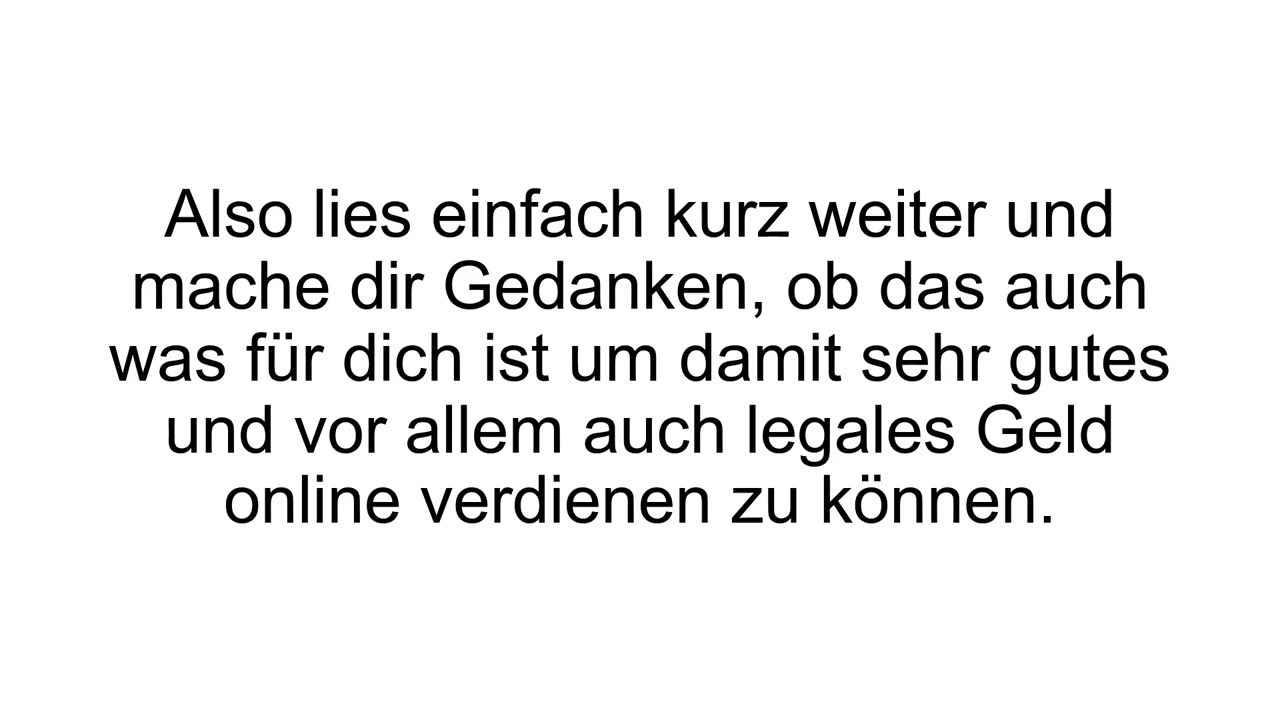 Also lies einfach kurz weiter und
mache dir Gedanken, ob das auch
was für dich ist um damit sehr gutes
und vor allem auch legales Geld
online verdienen zu können.